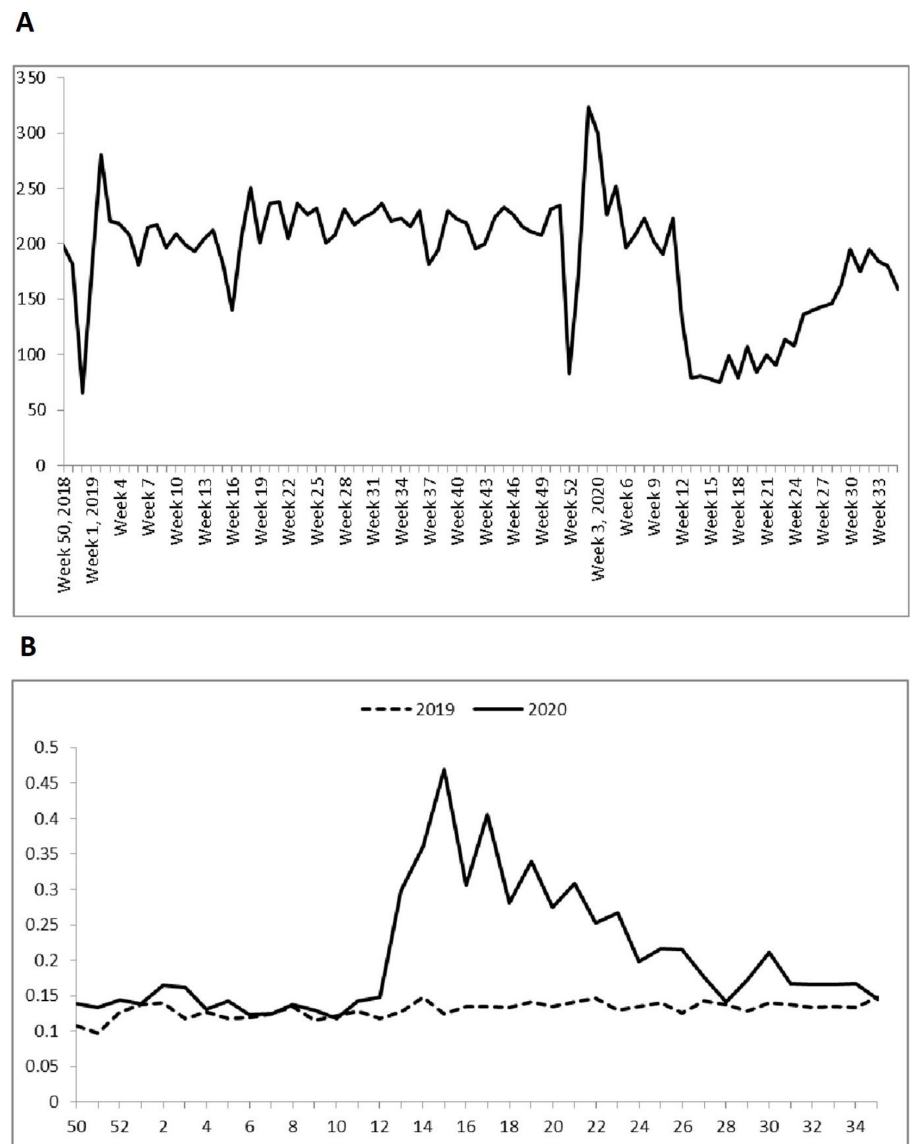 A
350
300
250
200
150
100
50
0
Week 50, 2018
Week 1, 2019
Week 4
Week 7
Week 10
Week 13
Week 16
Week 19
Week 22
Week 25
Week 28
Week 31
Week 34
Week 37
Week 40
Week 43
Week 46
Week 49
Week 52
Week 3, 2020
Week 6
Week 9
Week 12
Week 15
Week 18
Week 21
Week 24
Week 27
Week 30
Week 33
B
2019 2020
0.5
0.45
0.4
0.35
0.3
0.25
0.2
0.15
0.1
0.05
0
50 52 2 4 6 8 10 12 14 16 18 20 22 24 26 28 30 32 34